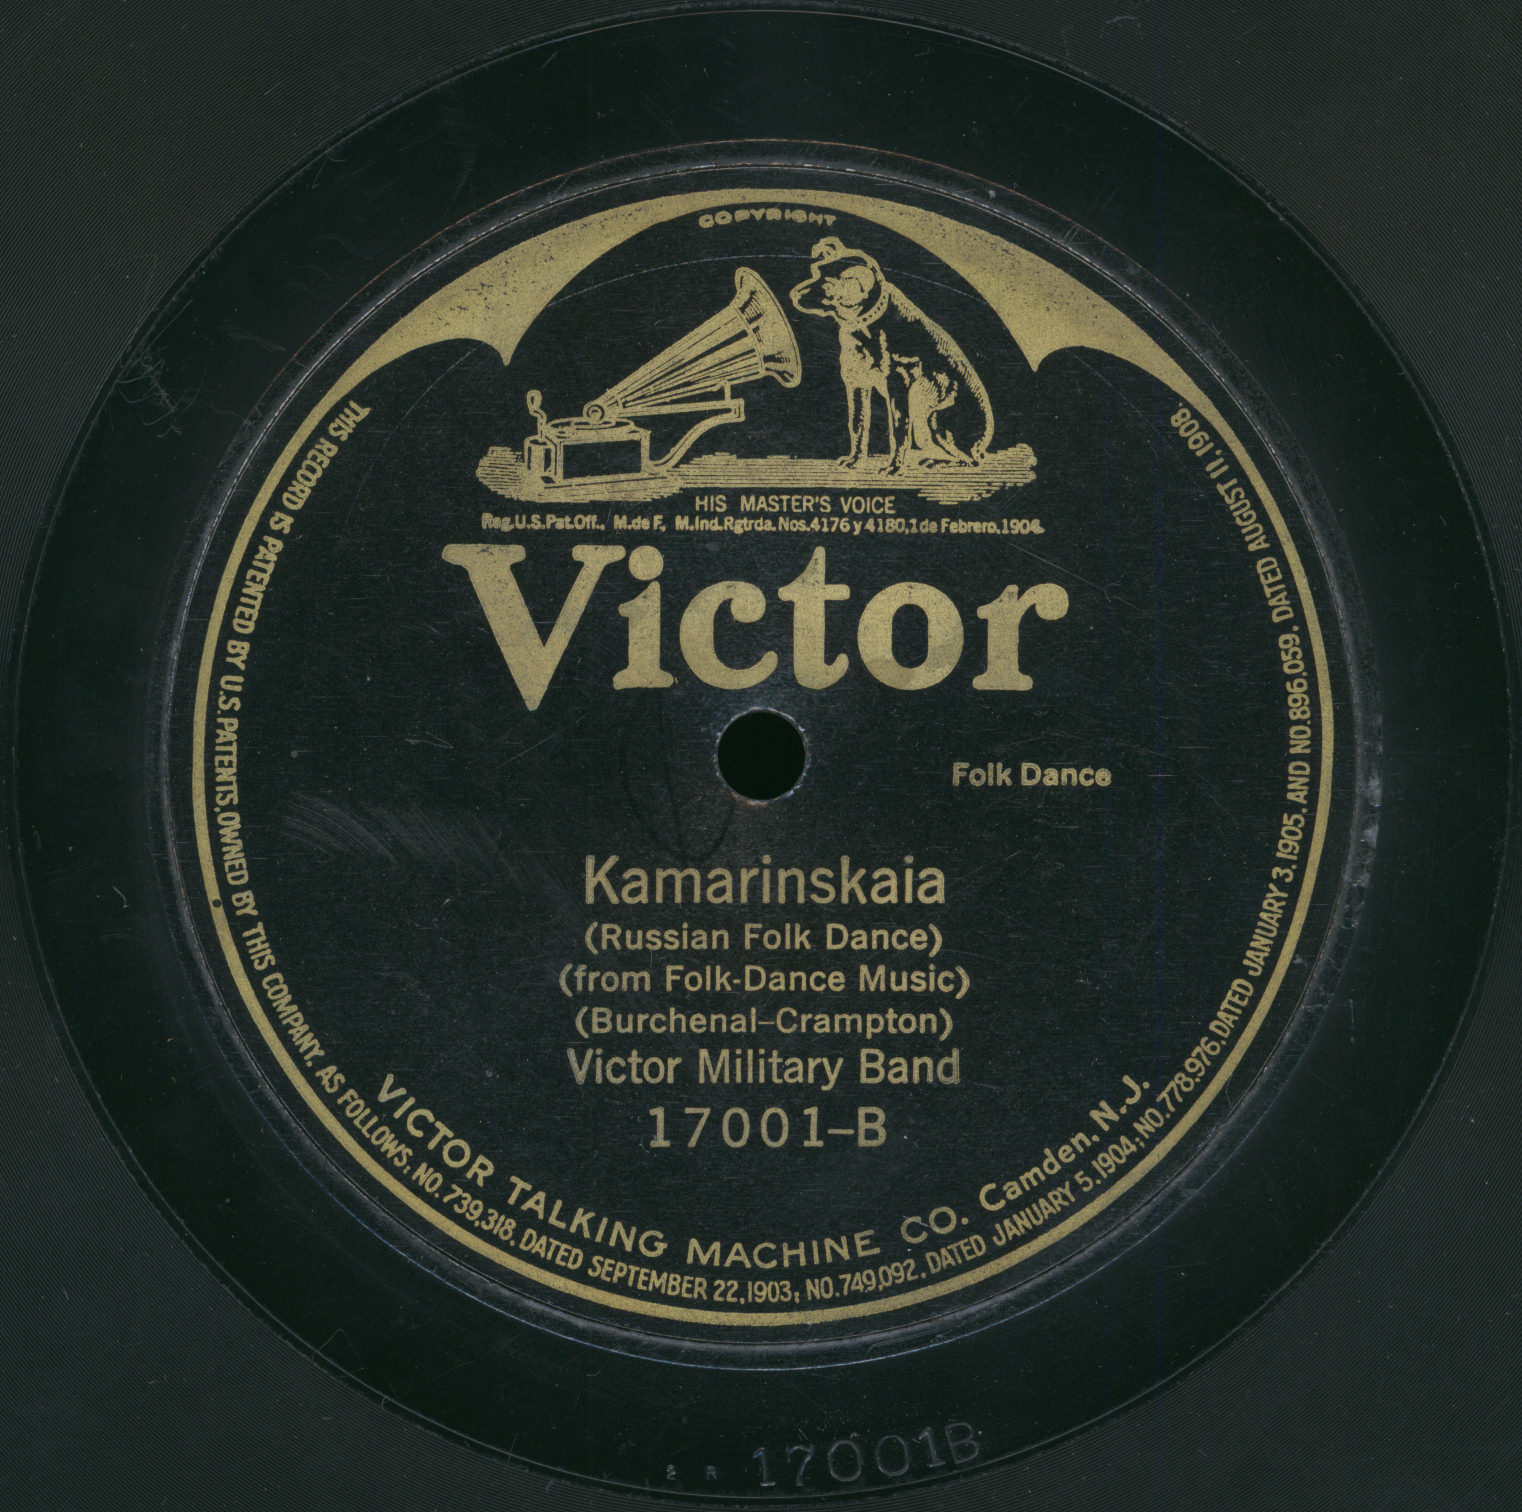 COPYRIGHT
HIS MASTER'S VOICE
Reg.U.S.Pat.Off., M.de F., M.Ind.Rgtrda.Nos.4176 y 4180,1 de Febrero,1904.
Victor
Folk Dance
Kamarinskaia
(Russian Folk Dance)
(from Folk-Dance Music)
(Burchenal–Crampton)
Victor Military Band
17001–B
VICTOR TALKING MACHINE CO. Camden, N.J.
THIS RECORD IS PATENTED BY U.S.PATENTS,OWNED BY THIS COMPANY, AS FOLLOWS; NO. 739,318, DATED SEPTEMBER 22,1903; NO.749,092, DATED JANUARY 5,1904; NO.778,976,DATED JANUARY 3,1905, AND NO.896,059, DATED AUGUST 11,1908.
2 R 17001B